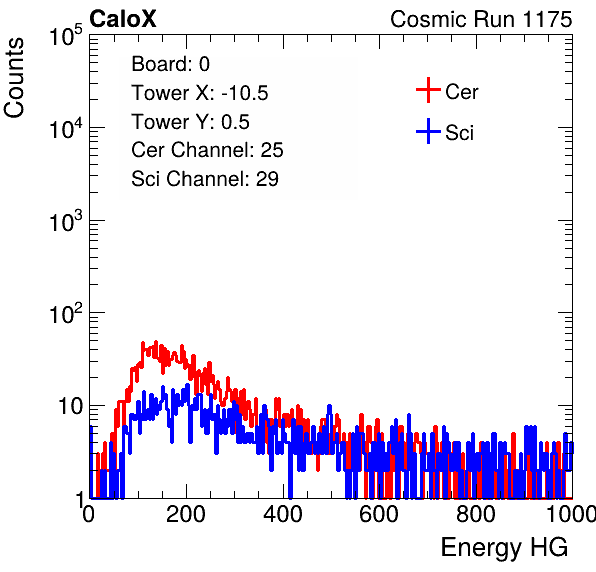 CaloX Cosmic Run 1175
Counts
10^5
10^4
10^3
10^2
10
1
Board: 0
Tower X: -10.5
Tower Y: 0.5
Cer Channel: 25
Sci Channel: 29
Cer
Sci
0 200 400 600 800 1000
Energy HG